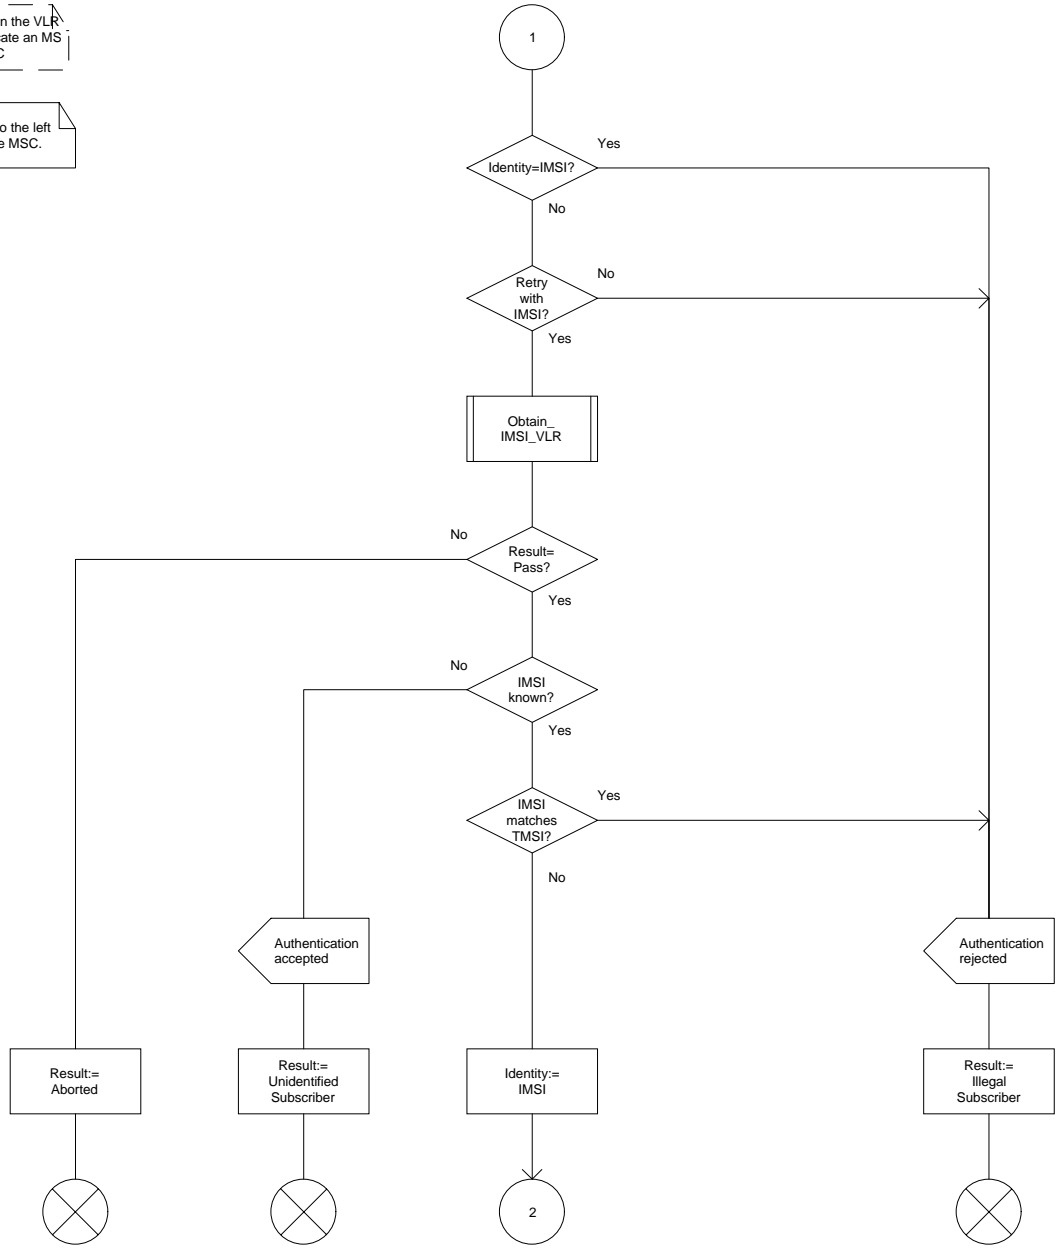 n the VLR
cate an MS
C
1
o the left
e MSC.
Yes
Identity=IMSI?
No
No
Retry
with
IMSI?
Yes
Obtain_
IMSI_VLR
No
Result=
Pass?
Yes
No
IMSI
known?
Yes
Yes
IMSI
matches
TMSI?
No
Authentication
accepted
Authentication
rejected
Result:=
Aborted
Result:=
Unidentified
Subscriber
Identity:=
IMSI
Result:=
Illegal
Subscriber
2